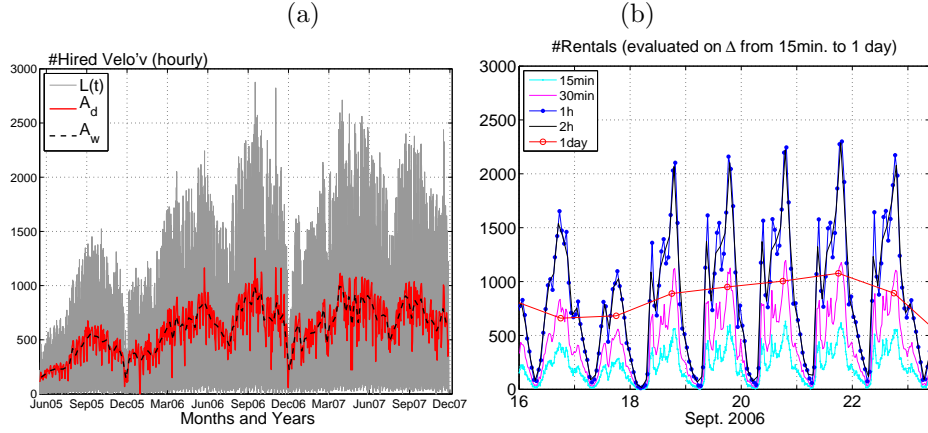 (a)
#Hired Velo'v (hourly)
3000
2500
2000
1500
1000
500
0
L(t)
A_d
A_w
Jun05 Sep05 Dec05 Mar06 Jun06 Sep06 Dec06 Mar07 Jun07 Sep07 Dec07
Months and Years
(b)
#Rentals (evaluated on Δ from 15min. to 1 day)
3000
2500
2000
1500
1000
500
0
15min
30min
1h
2h
1day
16 18 20 22
Sept. 2006